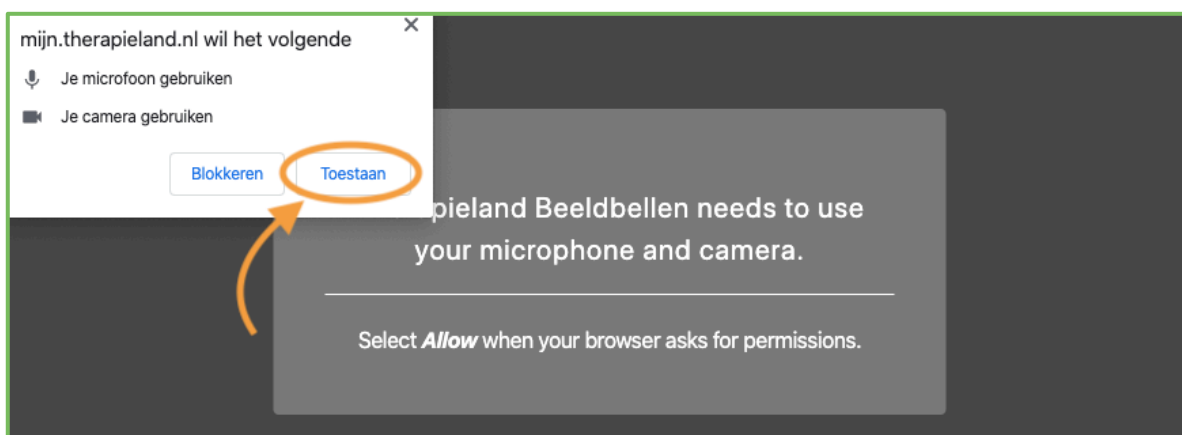 mijn.therapieland.nl wil het volgende
Je microfoon gebruiken
Je camera gebruiken
Blokkeren
Toestaan
pieland Beeldbellen needs to use
your microphone and camera.
Select Allow when your browser asks for permissions.